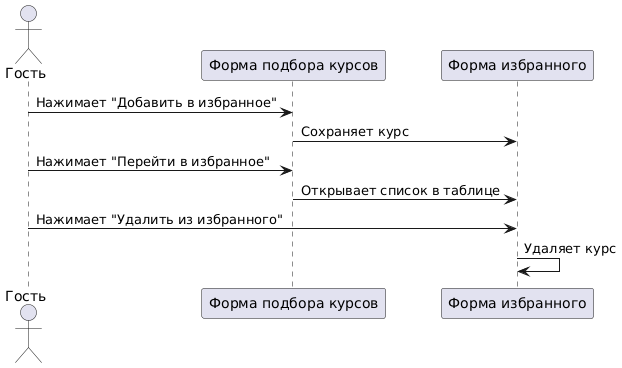 Гость
Форма подбора курсов
Форма избранного
Нажимает "Добавить в избранное"
Сохраняет курс
Нажимает "Перейти в избранное"
Открывает список в таблице
Нажимает "Удалить из избранного"
Удаляет курс
Гость
Форма подбора курсов
Форма избранного